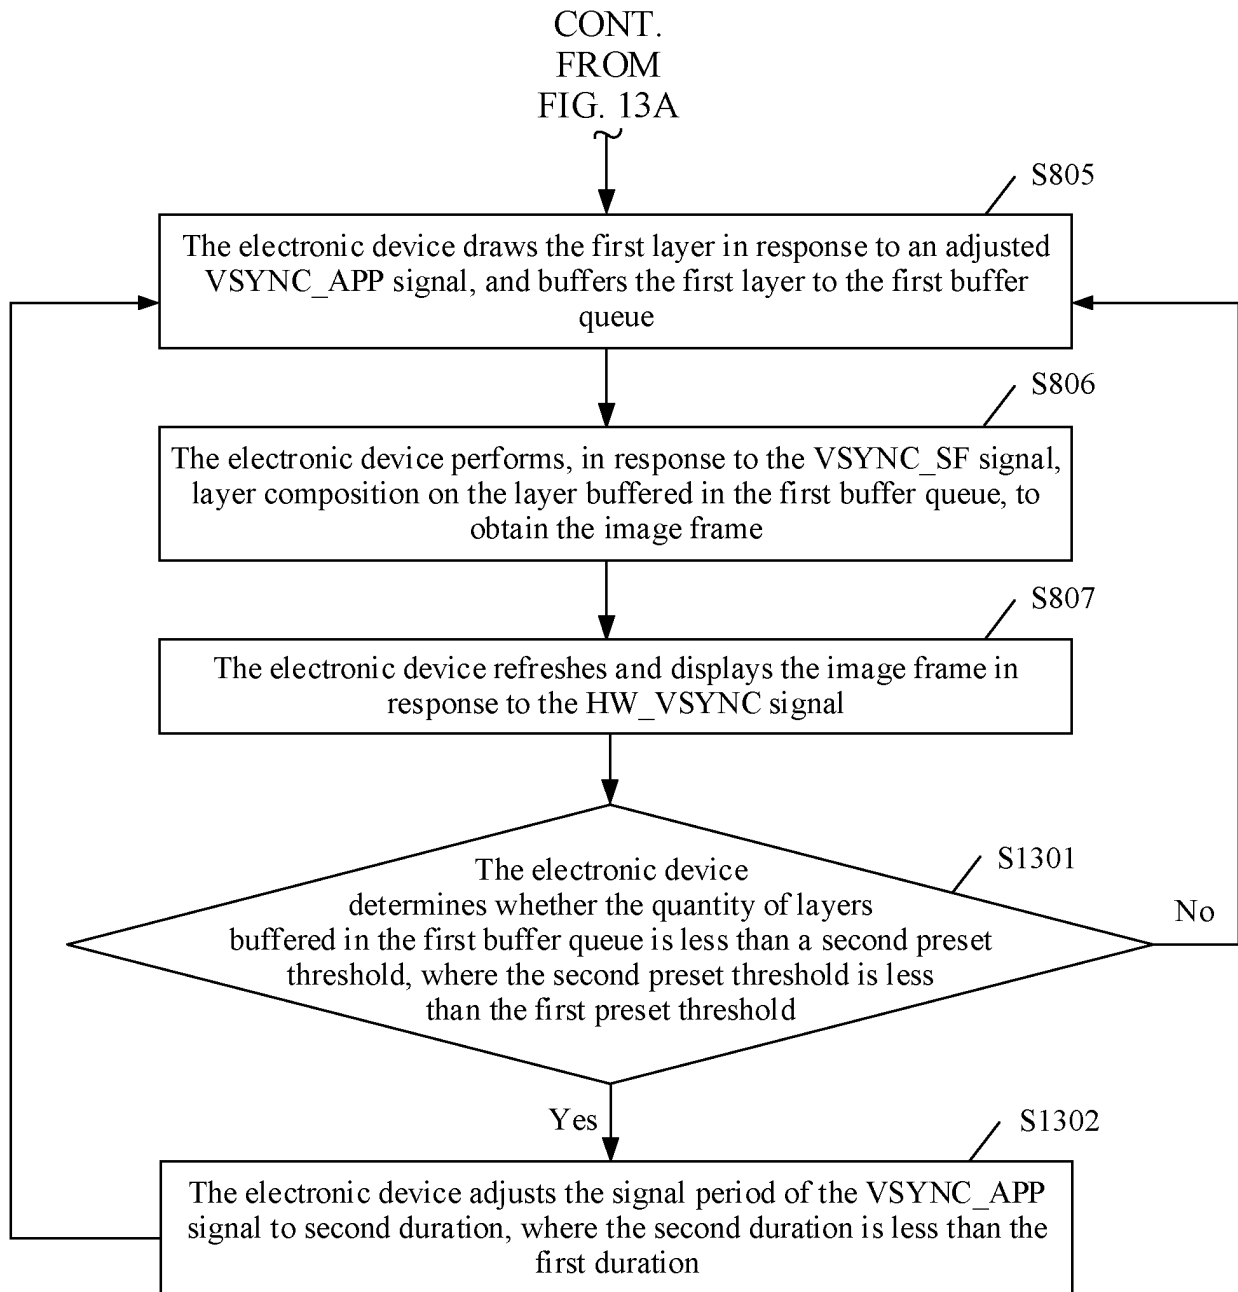 CONT.
FROM
FIG. 13A
S805
The electronic device draws the first layer in response to an adjusted
VSYNC_APP signal, and buffers the first layer to the first buffer
queue
S806
The electronic device performs, in response to the VSYNC_SF signal,
layer composition on the layer buffered in the first buffer queue, to
obtain the image frame
S807
The electronic device refreshes and displays the image frame in
response to the HW_VSYNC signal
S1301
The electronic device
determines whether the quantity of layers
buffered in the first buffer queue is less than a second preset
threshold, where the second preset threshold is less
than the first preset threshold
No
Yes
S1302
The electronic device adjusts the signal period of the VSYNC_APP
signal to second duration, where the second duration is less than the
first duration